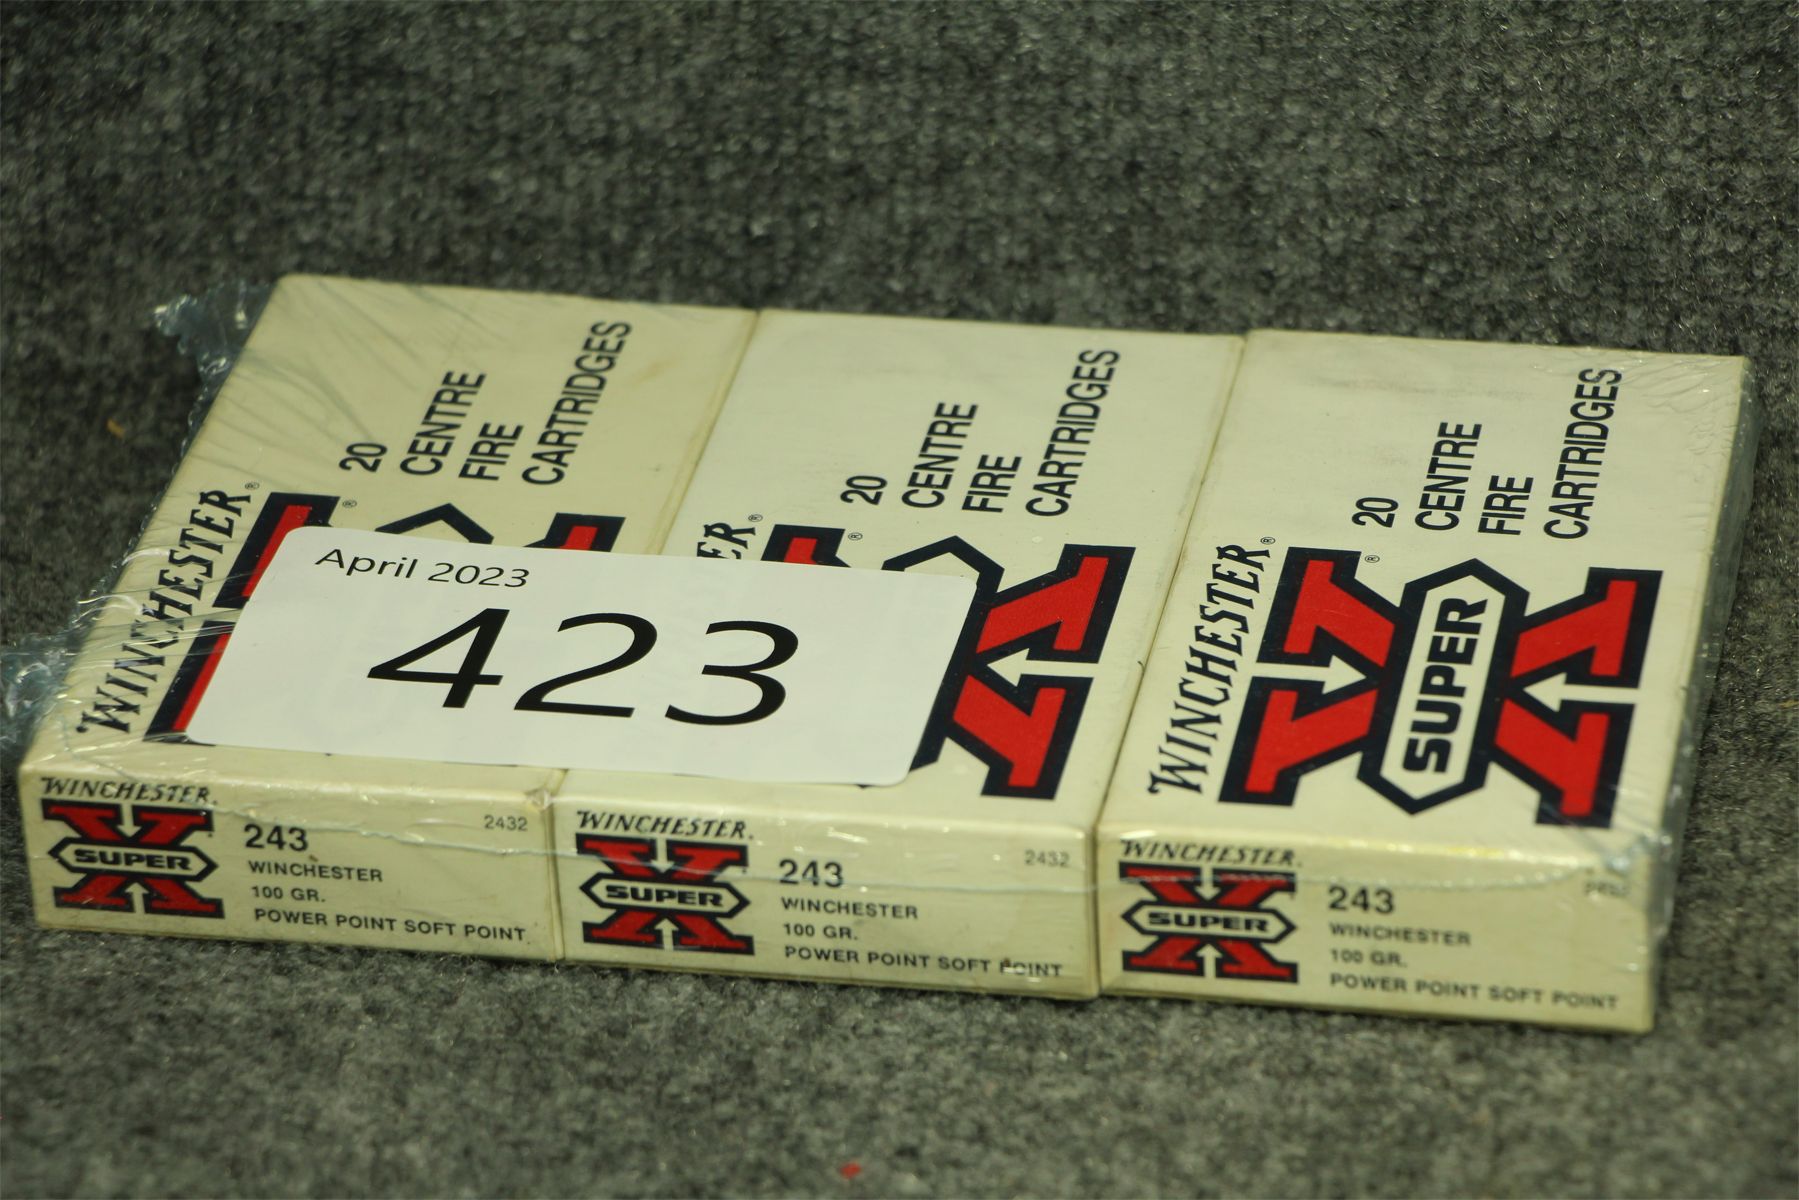 WINCHESTER®
®
20
CENTRE
FIRE
CARTRIDGES
ER®
®
20
CENTRE
FIRE
CARTRIDGES
WINCHESTER®
X
SUPER
®
20
CENTRE
FIRE
CARTRIDGES
April 2023
423
WINCHESTER.
X
SUPER
243
2432
WINCHESTER
100 GR.
POWER POINT SOFT POINT
WINCHESTER.
X
SUPER
243
2432
WINCHESTER
100 GR.
POWER POINT SOFT POINT
WINCHESTER.
X
SUPER
243
WINCHESTER
100 GR.
POWER POINT SOFT POINT